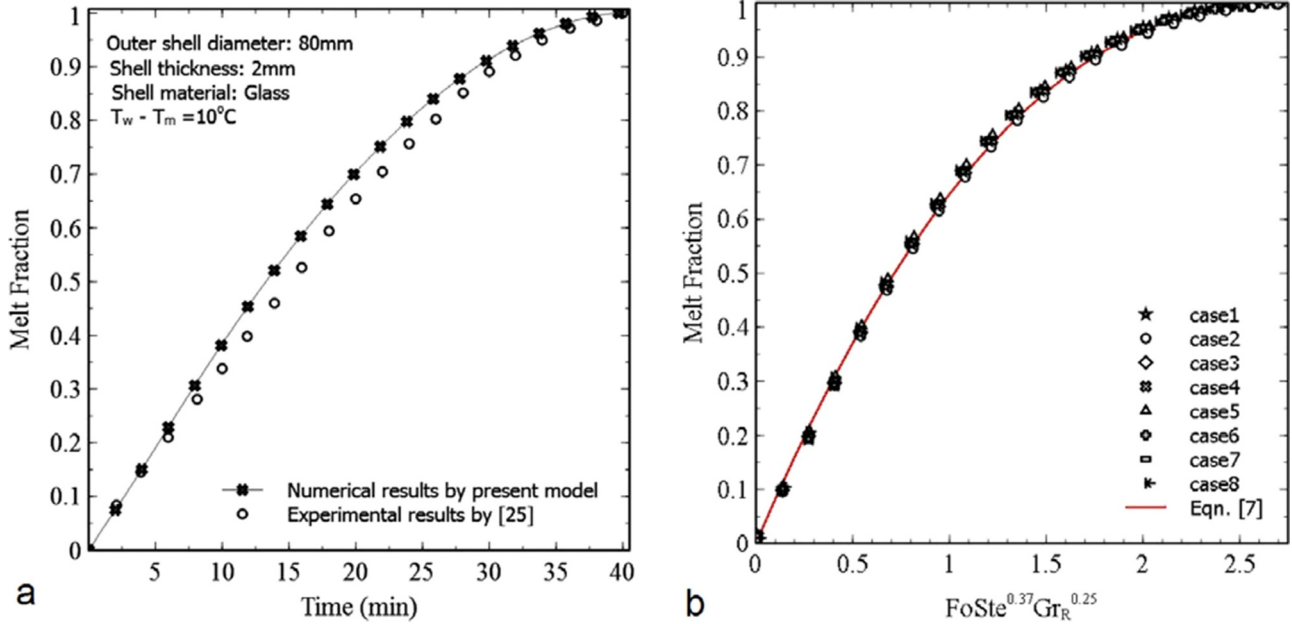 Outer shell diameter: 80mm
Shell thickness: 2mm
Shell material: Glass
Tw - Tm =10°C
1
0.9
0.8
0.7
0.6
0.5
0.4
0.3
0.2
0.1
0
Melt Fraction
Numerical results by present model
Experimental results by [25]
5 10 15 20 25 30 35 40
Time (min)
a
1
0.9
0.8
0.7
0.6
0.5
0.4
0.3
0.2
0.1
0
Melt Fraction
case1
case2
case3
case4
case5
case6
case7
case8
Eqn. [7]
0 0.5 1 1.5 2 2.5
FoSte^0.37 Gr_R^0.25
b